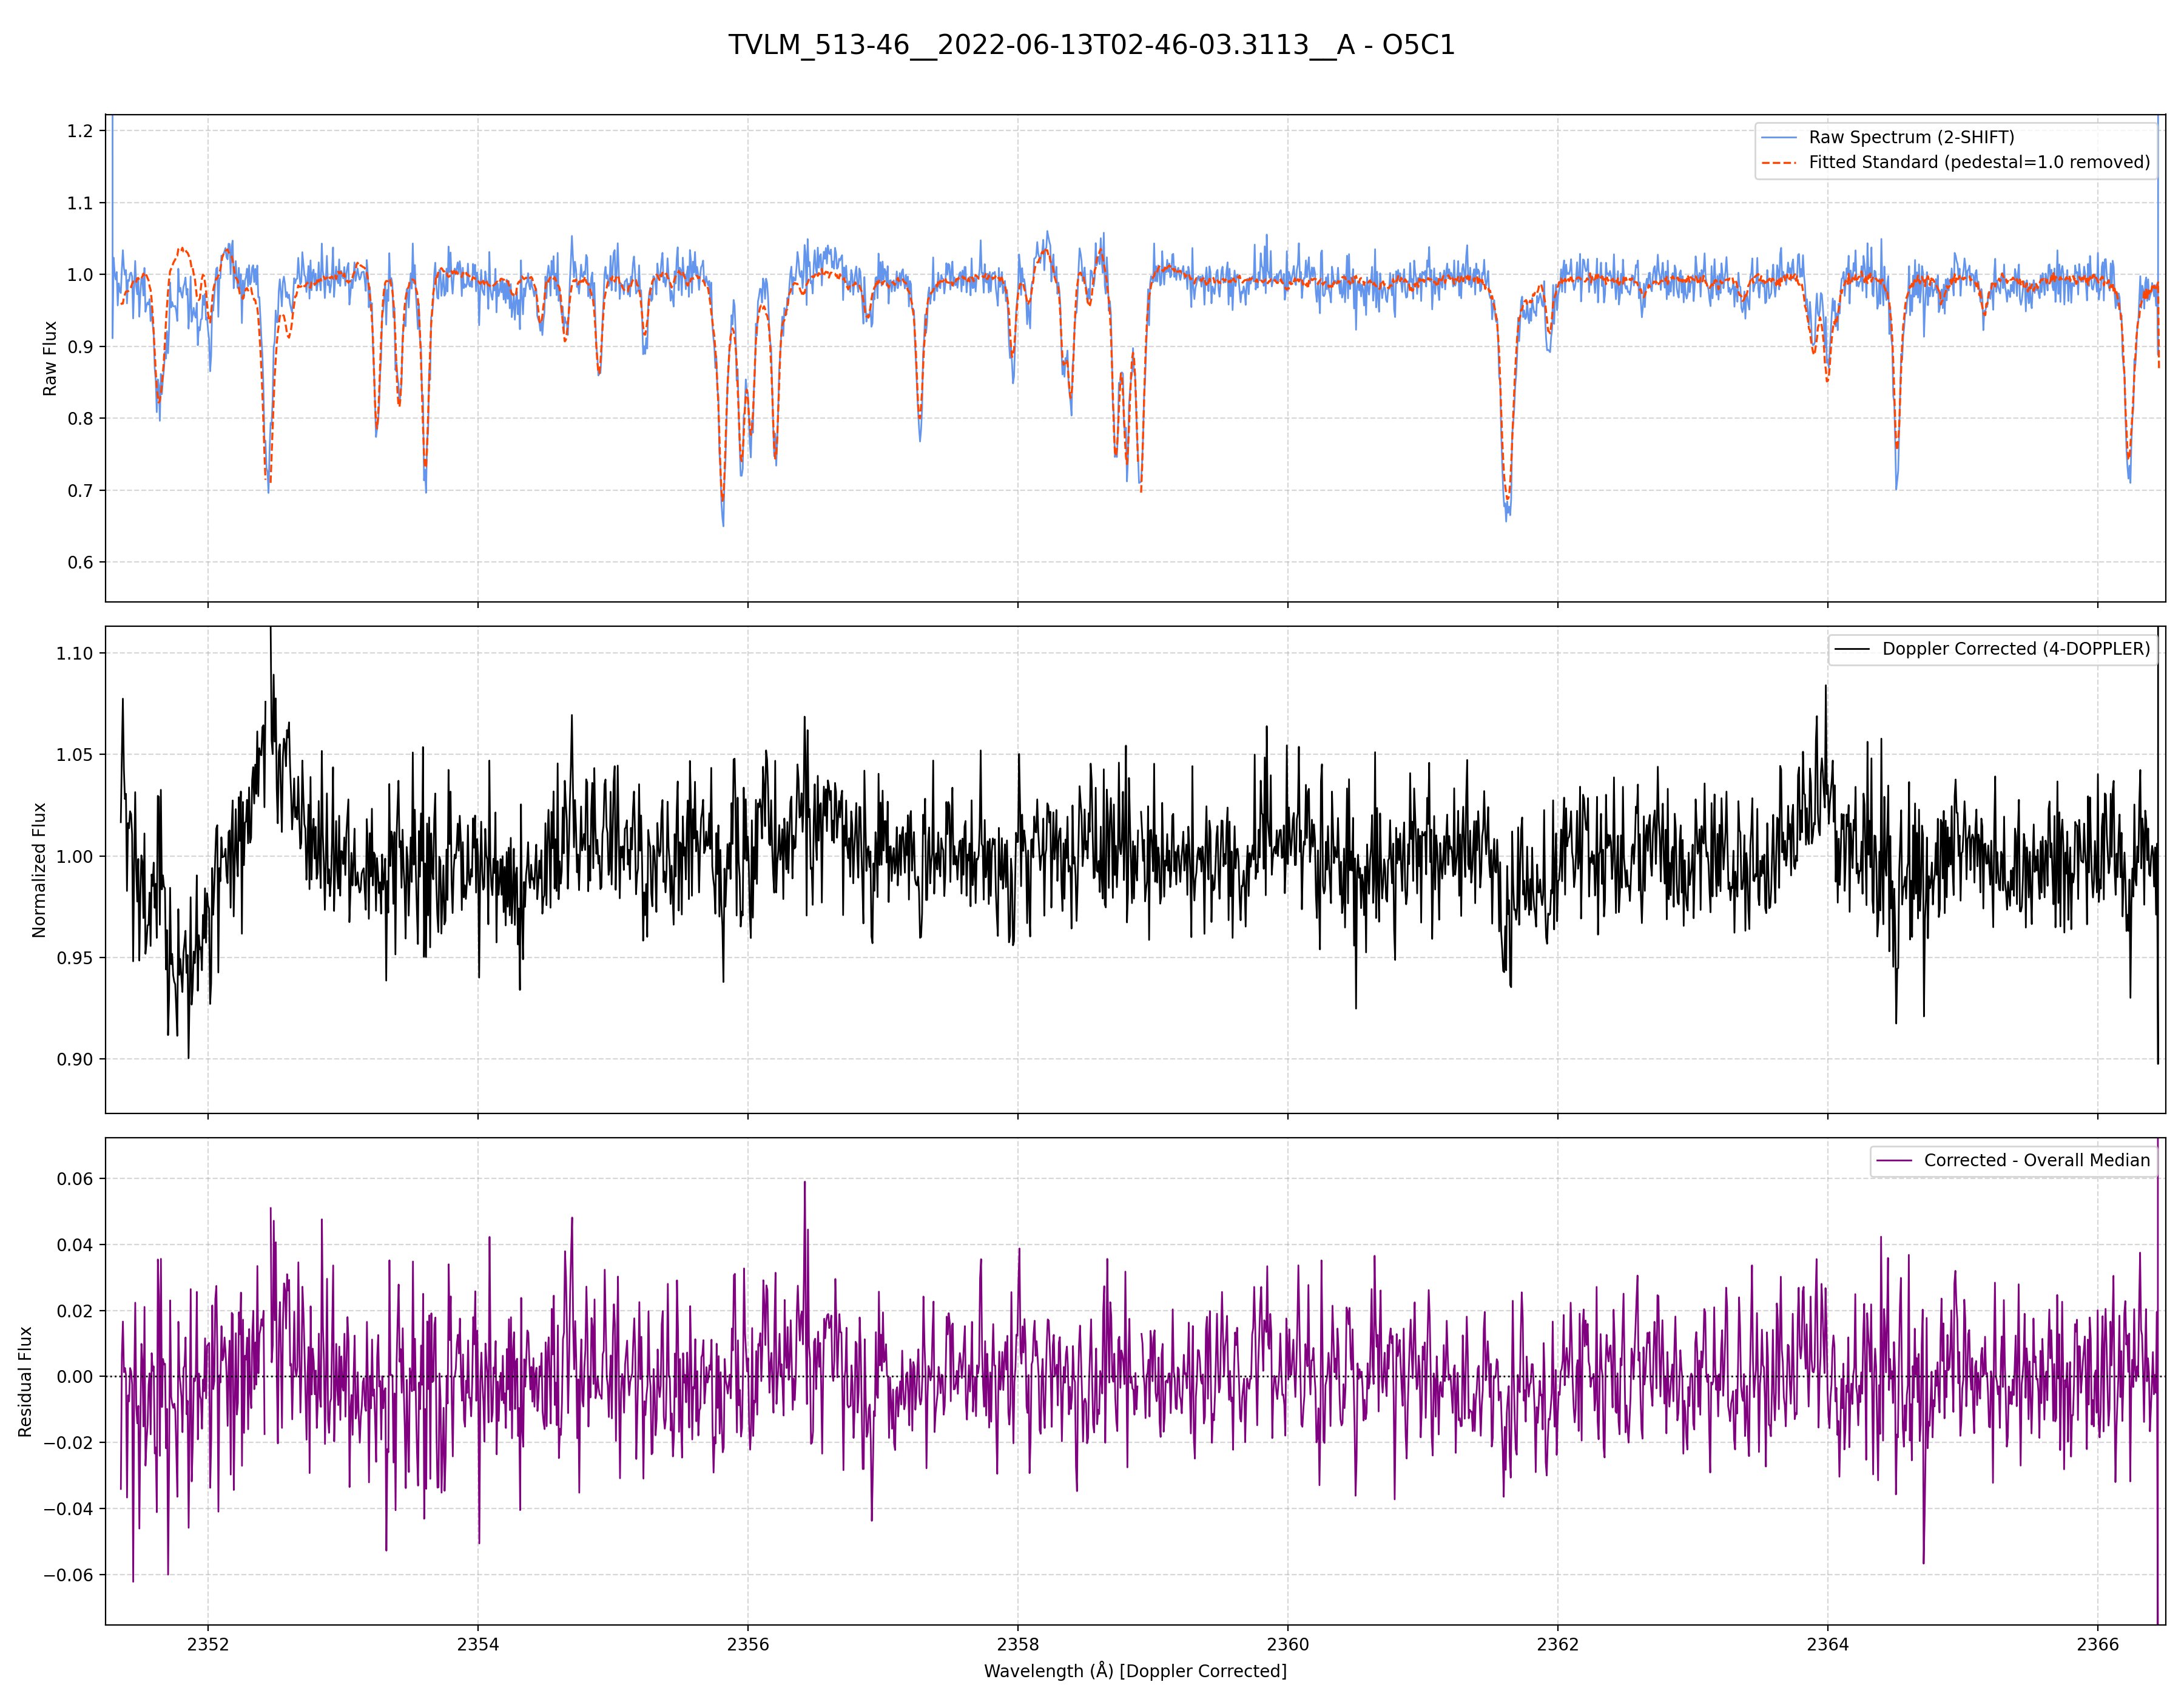 TVLM_513-46__2022-06-13T02-46-03.3113__A - O5C1
Raw Flux
1.2
1.1
1.0
0.9
0.8
0.7
0.6
Raw Spectrum (2-SHIFT)
Fitted Standard (pedestal=1.0 removed)
Normalized Flux
1.10
1.05
1.00
0.95
0.90
Doppler Corrected (4-DOPPLER)
Residual Flux
0.06
0.04
0.02
0.00
−0.02
−0.04
−0.06
Corrected - Overall Median
2352 2354 2356 2358 2360 2362 2364 2366
Wavelength (Å) [Doppler Corrected]